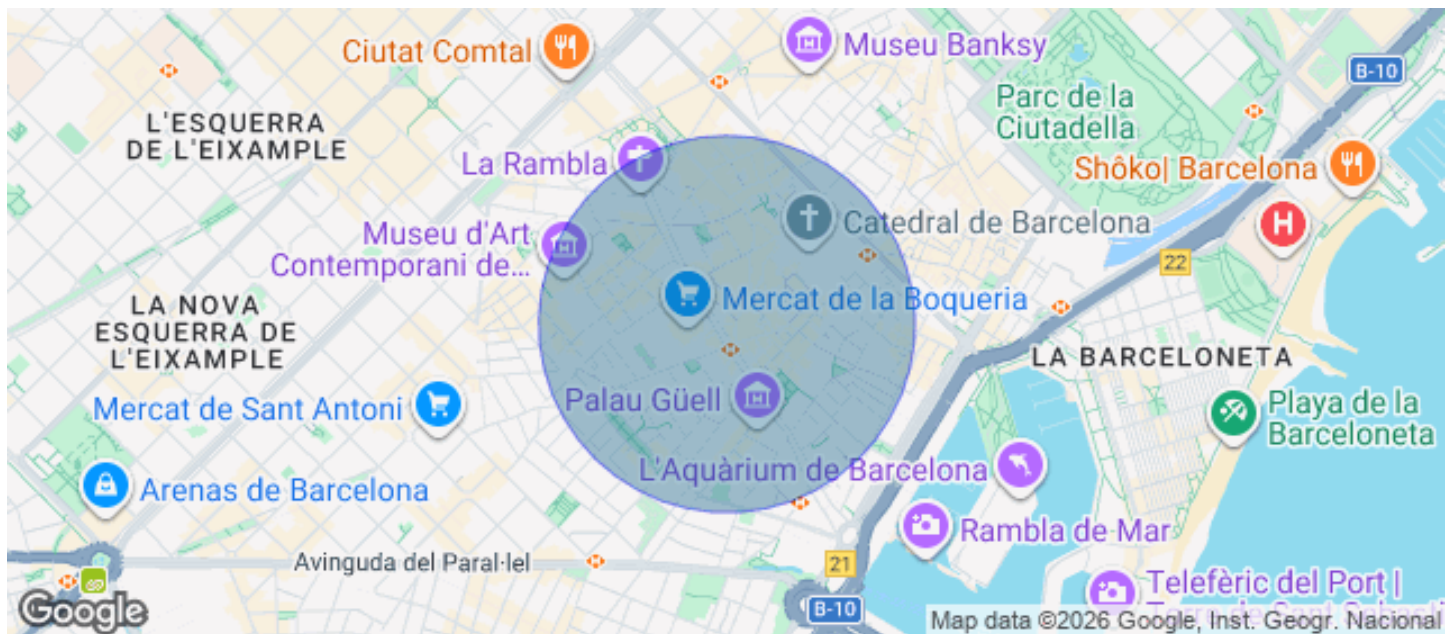 Ciutat Comtal
Museu Banksy
B-10
Parc de la
Ciutadella
L'ESQUERRA
DE L'EIXAMPLE
La Rambla
Shôko| Barcelona
H
Catedral de Barcelona
Museu d'Art
Contemporani de...
22
Mercat de la Boqueria
LA NOVA
ESQUERRA DE
L'EIXAMPLE
LA BARCELONETA
Mercat de Sant Antoni
Palau Güell
Playa de la
Barceloneta
L'Aquàrium de Barcelona
Arenas de Barcelona
Rambla de Mar
Avinguda del Paral·lel
21
Telefèric del Port |
B-10
Google
Map data ©2026 Google, Inst. Geogr. Nacional